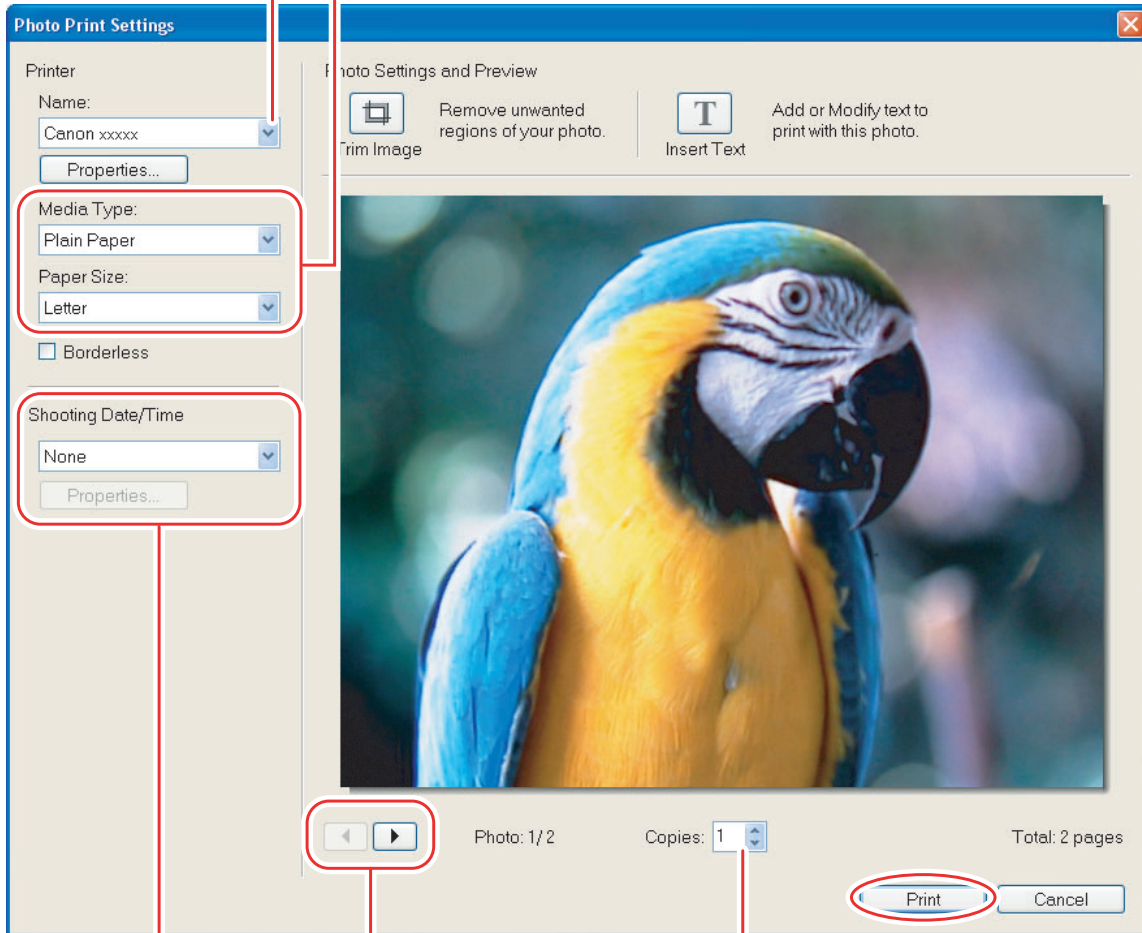 Photo Print Settings
Printer
Name:
Canon xxxxx
Properties...
Media Type:
Plain Paper
Paper Size:
Letter
Borderless
Shooting Date/Time
None
Properties...
Photo Settings and Preview
Trim Image
Remove unwanted
regions of your photo.
T
Insert Text
Add or Modify text to
print with this photo.
Photo: 1/2
Copies: 1
Total: 2 pages
Print
Cancel